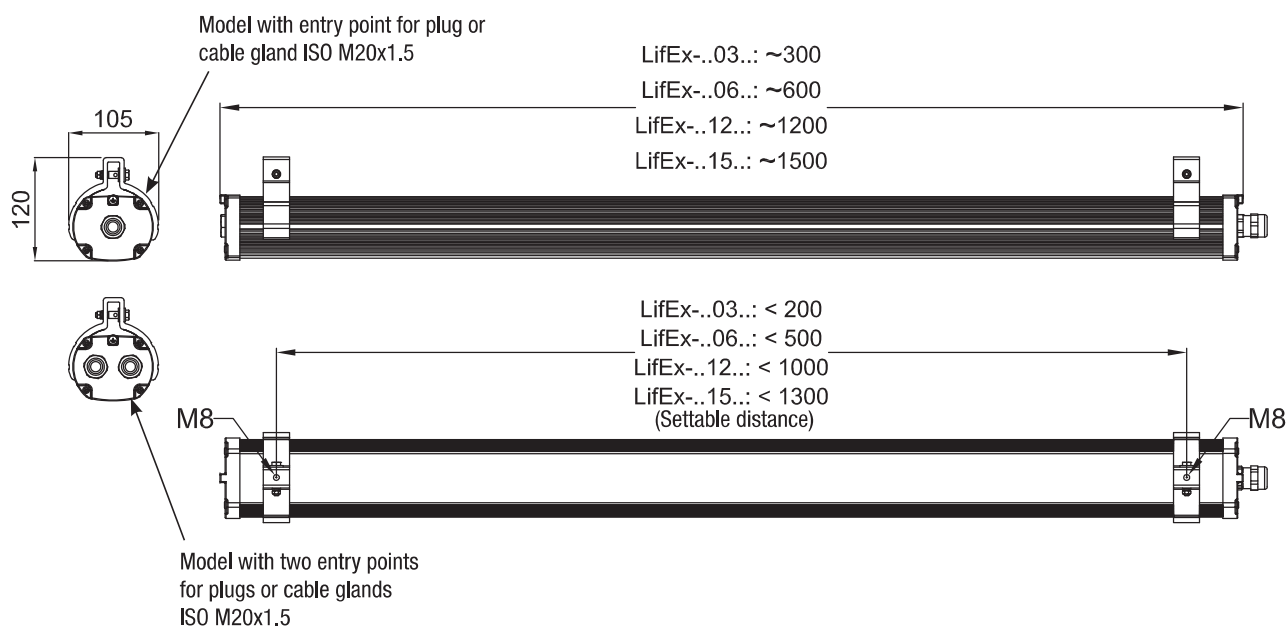 Model with entry point for plug or
cable gland ISO M20x1.5
LifEx-..03..: ~300
LifEx-..06..: ~600
LifEx-..12..: ~1200
LifEx-..15..: ~1500
105
120
LifEx-..03..: < 200
LifEx-..06..: < 500
LifEx-..12..: < 1000
LifEx-..15..: < 1300
(Settable distance)
M8
M8
Model with two entry points
for plugs or cable glands
ISO M20x1.5